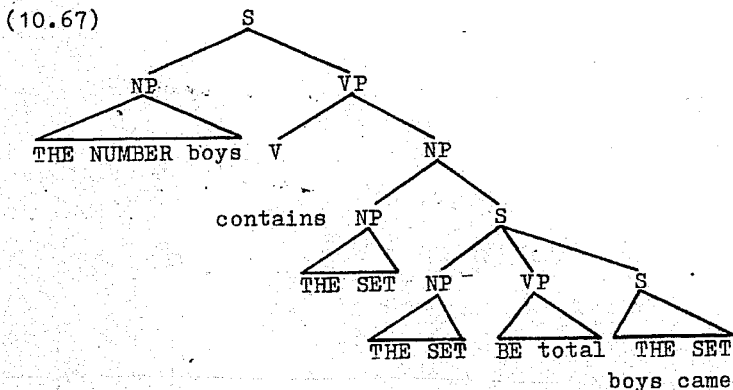 (10.67)
S
NP VP
THE NUMBER boys V NP
contains NP S
THE SET NP VP S
THE SET BE total THE SET
boys came